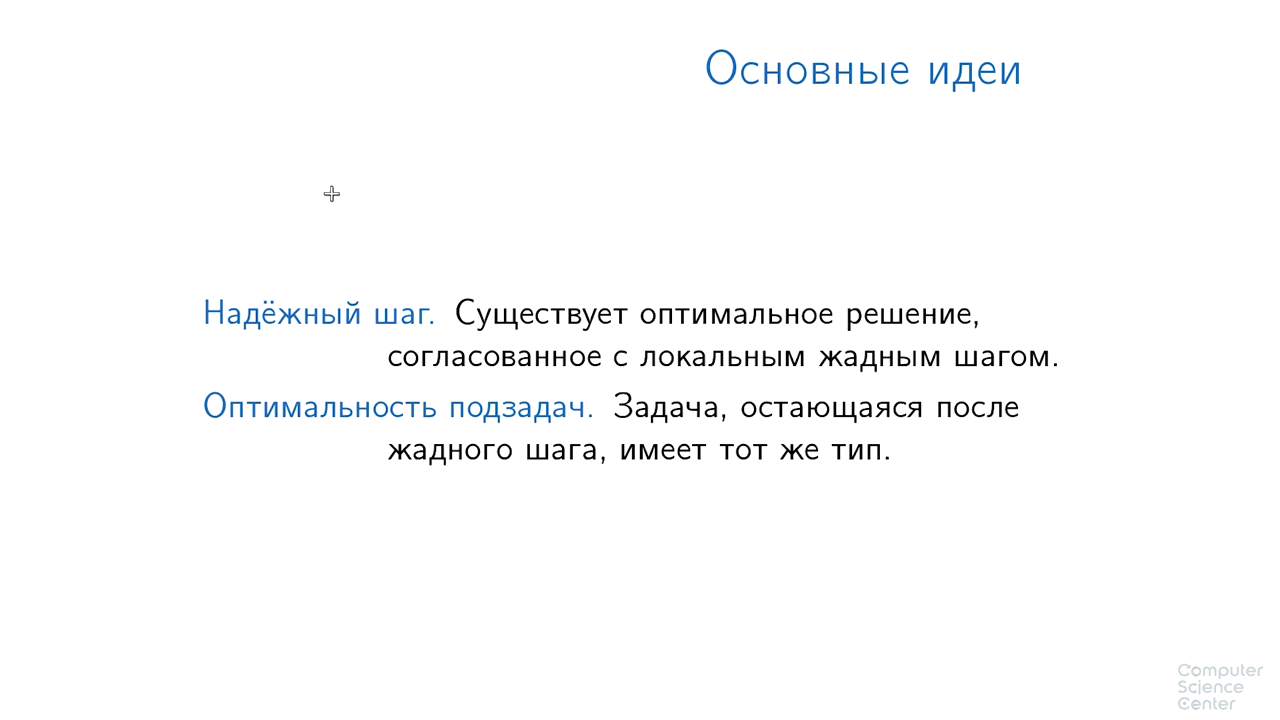 Основные идеи
Надёжный шаг. Существует оптимальное решение,
согласованное с локальным жадным шагом.
Оптимальность подзадач. Задача, остающаяся после
жадного шага, имеет тот же тип.
Computer
Science
Center